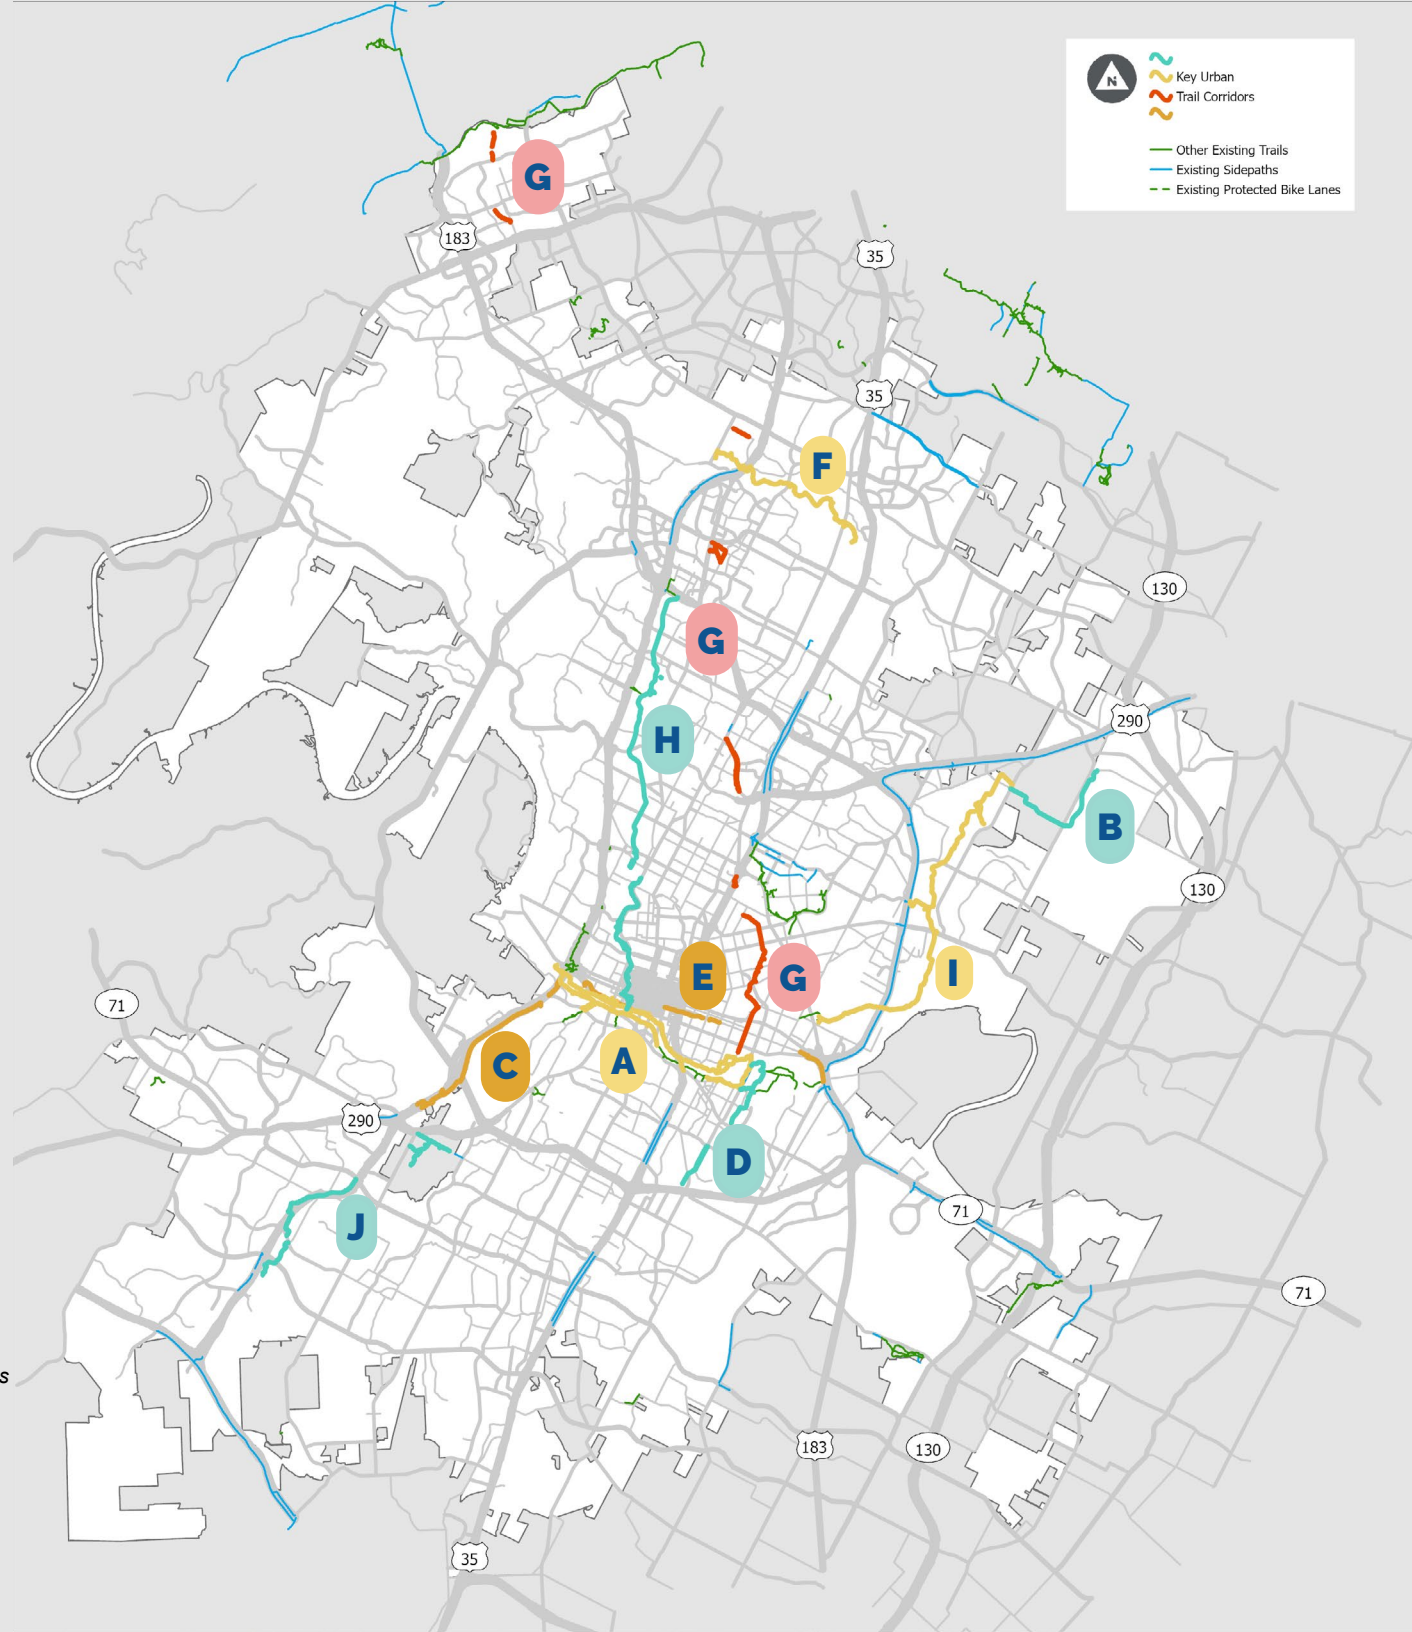 N
Key Urban
Trail Corridors
Other Existing Trails
Existing Sidepaths
Existing Protected Bike Lanes
G
183
35
35
F
130
G
290
H
B
130
E
G
I
71
C
A
290
D
71
J
71
s
183
130
35